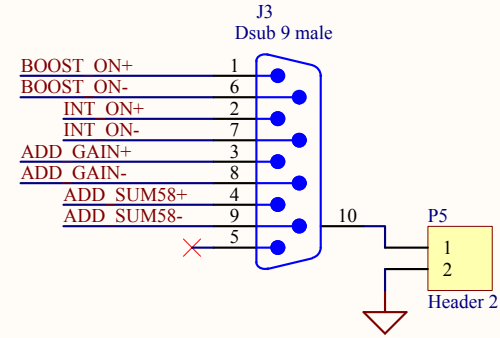 J3
Dsub 9 male
BOOST_ON+ 1
BOOST_ON- 6
INT_ON+ 2
INT_ON- 7
ADD_GAIN+ 3
ADD_GAIN- 8
ADD_SUM58+ 4
ADD_SUM58- 9
5
10
P5
1
2
Header 2